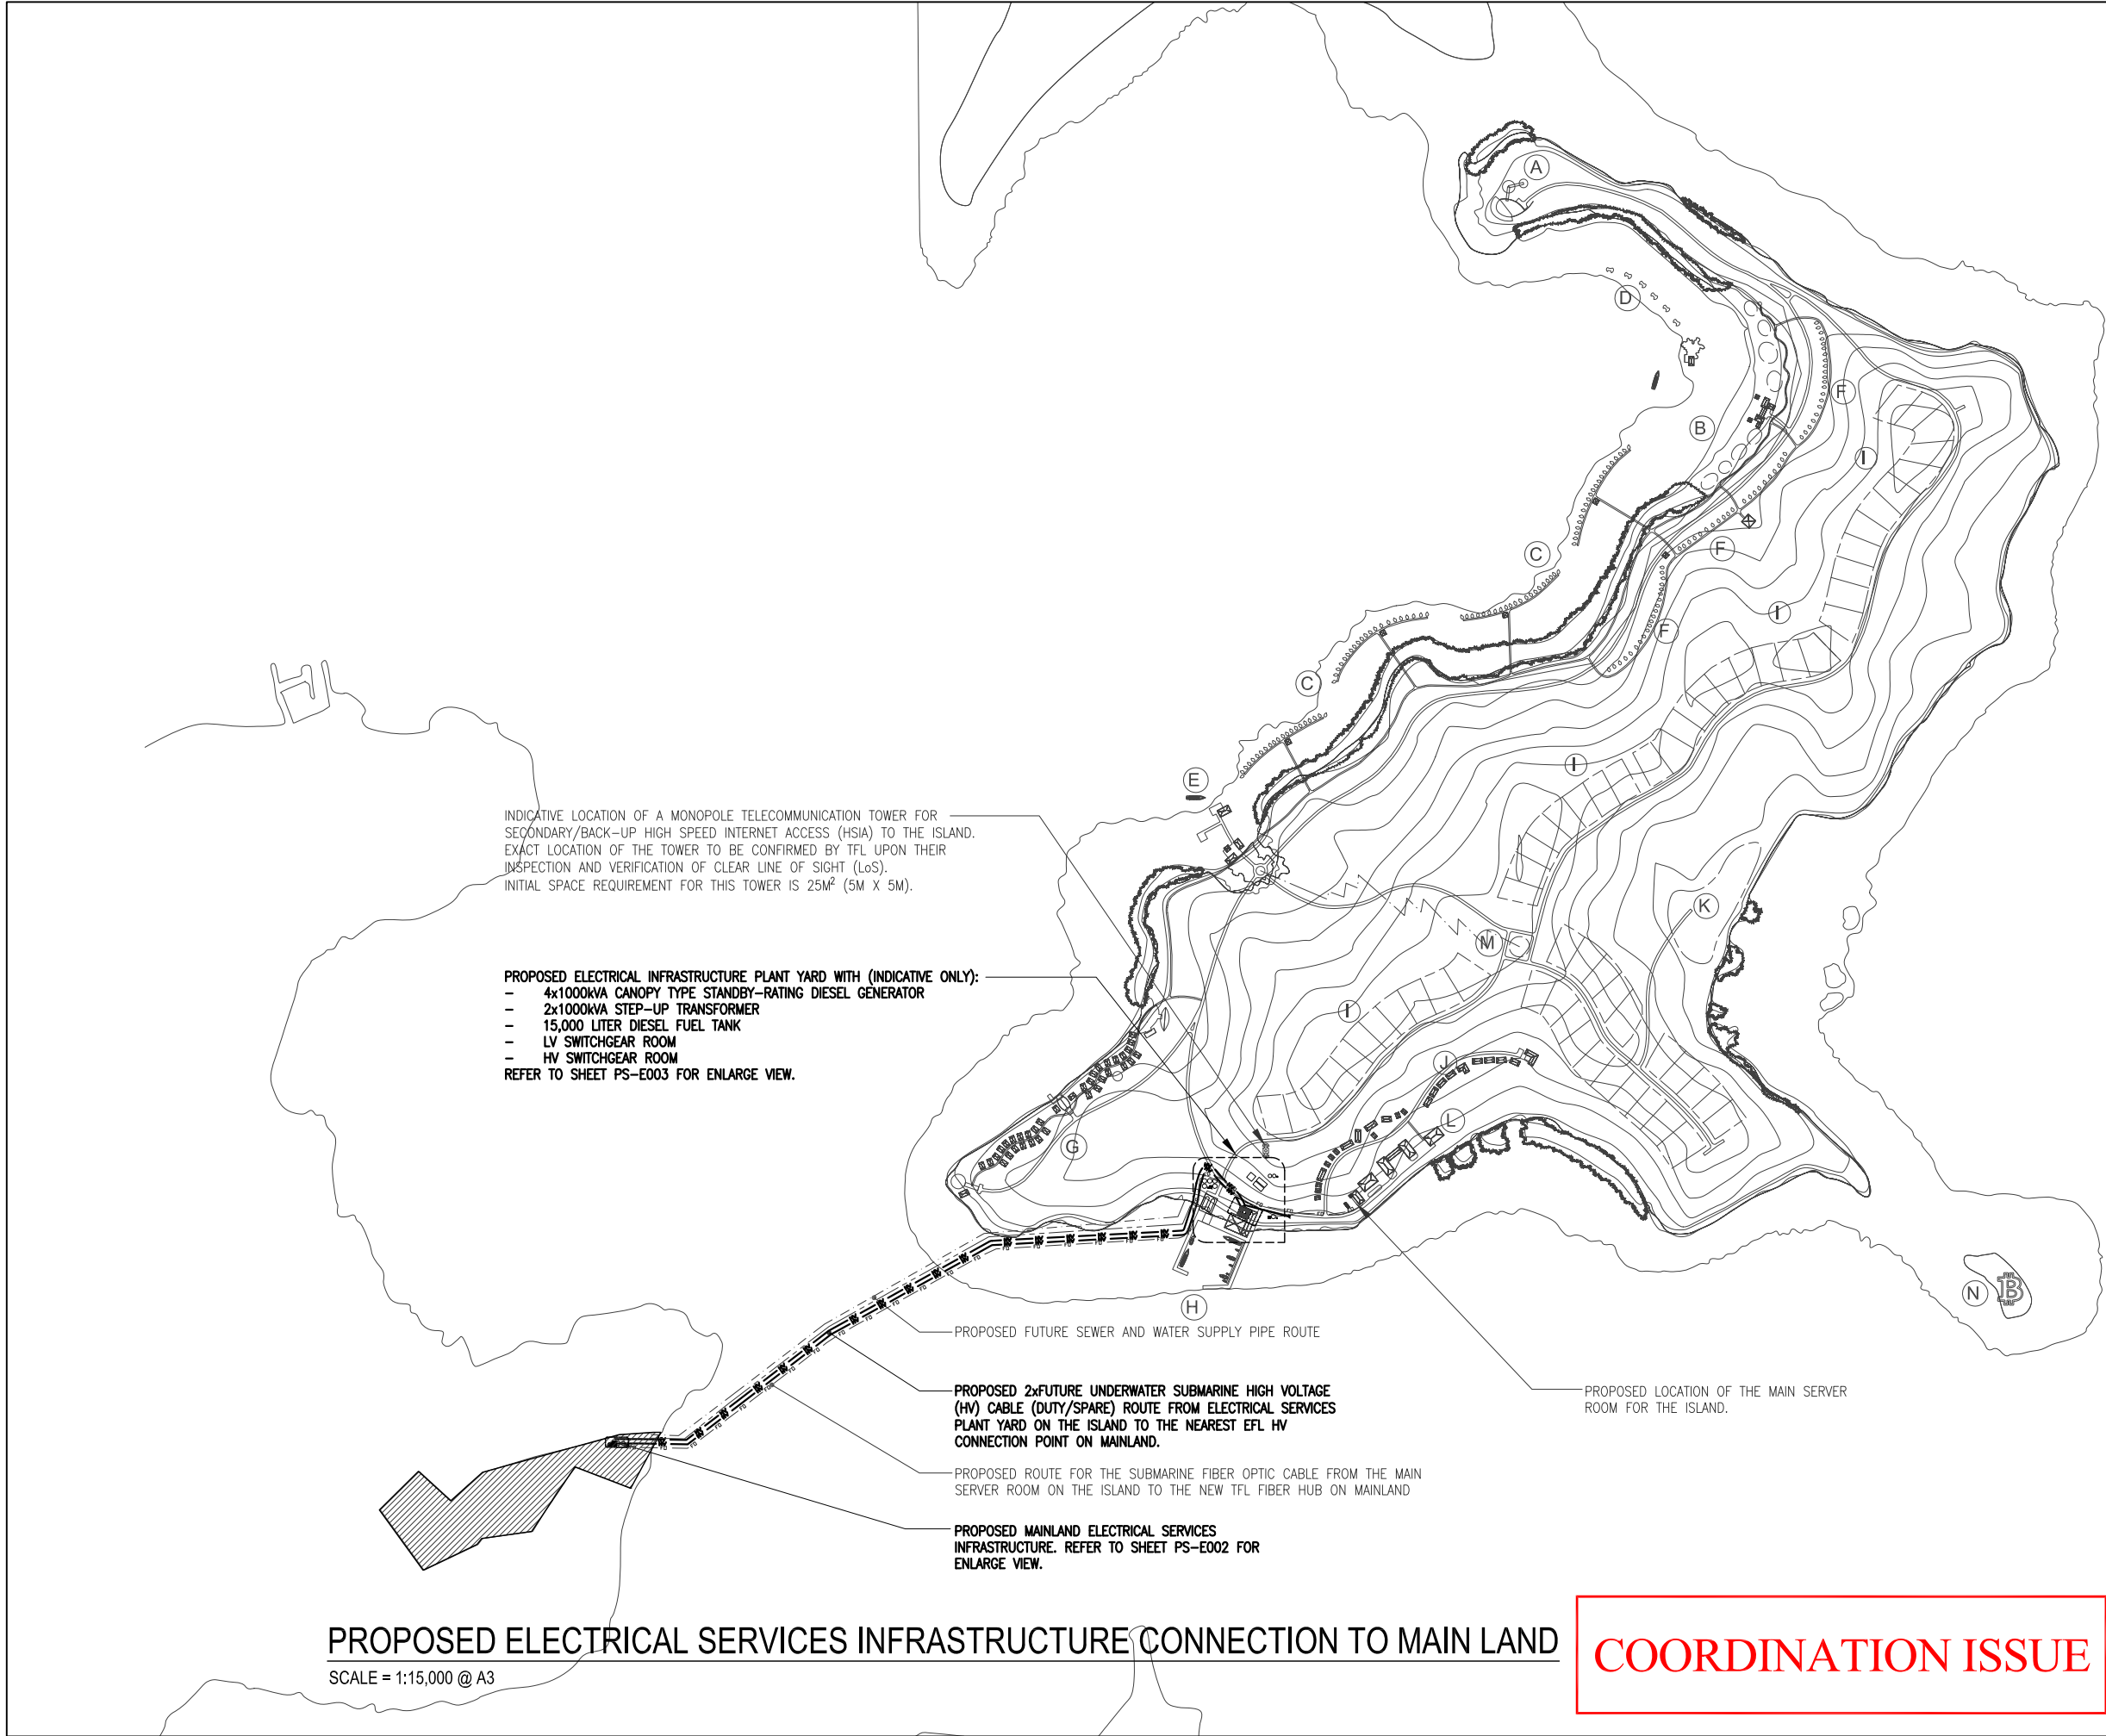 A
D
F
B
I
C
F
I
F
C
I
E
INDICATIVE LOCATION OF A MONOPOLE TELECOMMUNICATION TOWER FOR
SECONDARY/BACK-UP HIGH SPEED INTERNET ACCESS (HSIA) TO THE ISLAND.
EXACT LOCATION OF THE TOWER TO BE CONFIRMED BY TFL UPON THEIR
INSPECTION AND VERIFICATION OF CLEAR LINE OF SIGHT (LoS).
INITIAL SPACE REQUIREMENT FOR THIS TOWER IS 25M² (5M X 5M).
K
M
PROPOSED ELECTRICAL INFRASTRUCTURE PLANT YARD WITH (INDICATIVE ONLY):
- 4x1000kVA CANOPY TYPE STANDBY-RATING DIESEL GENERATOR
- 2x1000kVA STEP-UP TRANSFORMER
- 15,000 LITER DIESEL FUEL TANK
- LV SWITCHGEAR ROOM
- HV SWITCHGEAR ROOM
REFER TO SHEET PS-E003 FOR ENLARGE VIEW.
I
J
L
G
N
H
PROPOSED FUTURE SEWER AND WATER SUPPLY PIPE ROUTE
PROPOSED 2xFUTURE UNDERWATER SUBMARINE HIGH VOLTAGE
(HV) CABLE (DUTY/SPARE) ROUTE FROM ELECTRICAL SERVICES
PLANT YARD ON THE ISLAND TO THE NEAREST EFL HV
CONNECTION POINT ON MAINLAND.
PROPOSED LOCATION OF THE MAIN SERVER
ROOM FOR THE ISLAND.
PROPOSED ROUTE FOR THE SUBMARINE FIBER OPTIC CABLE FROM THE MAIN
SERVER ROOM ON THE ISLAND TO THE NEW TFL FIBER HUB ON MAINLAND
PROPOSED MAINLAND ELECTRICAL SERVICES
INFRASTRUCTURE. REFER TO SHEET PS-E002 FOR
ENLARGE VIEW.
PROPOSED ELECTRICAL SERVICES INFRASTRUCTURE CONNECTION TO MAIN LAND
SCALE = 1:15,000 @ A3
COORDINATION ISSUE